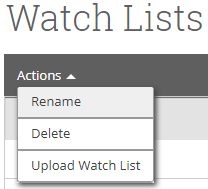 Watch Lists
Actions
Rename
Delete
Upload Watch List